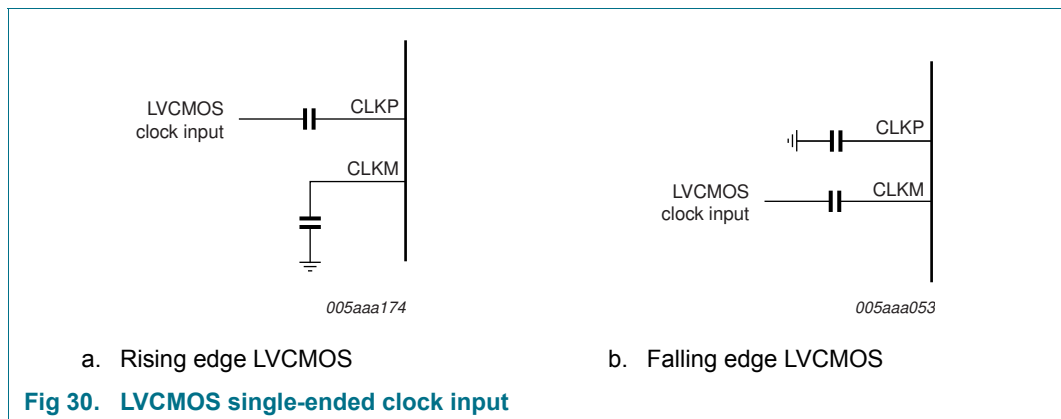 LVCMOS
clock input
CLKP
CLKM
005aaa174
CLKP
LVCMOS
clock input
CLKM
005aaa053
a. Rising edge LVCMOS
b. Falling edge LVCMOS
Fig 30. LVCMOS single-ended clock input